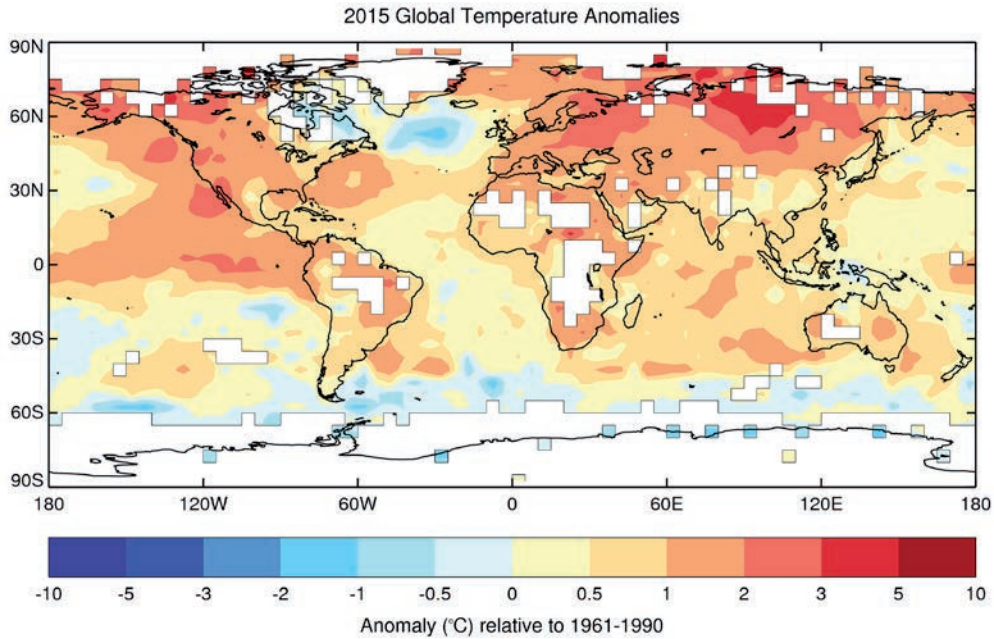 2015 Global Temperature Anomalies
90N
60N
30N
0
30S
60S
90S
180 120W 60W 0 60E 120E 180
-10 -5 -3 -2 -1 -0.5 0 0.5 1 2 3 5 10
Anomaly (°C) relative to 1961-1990